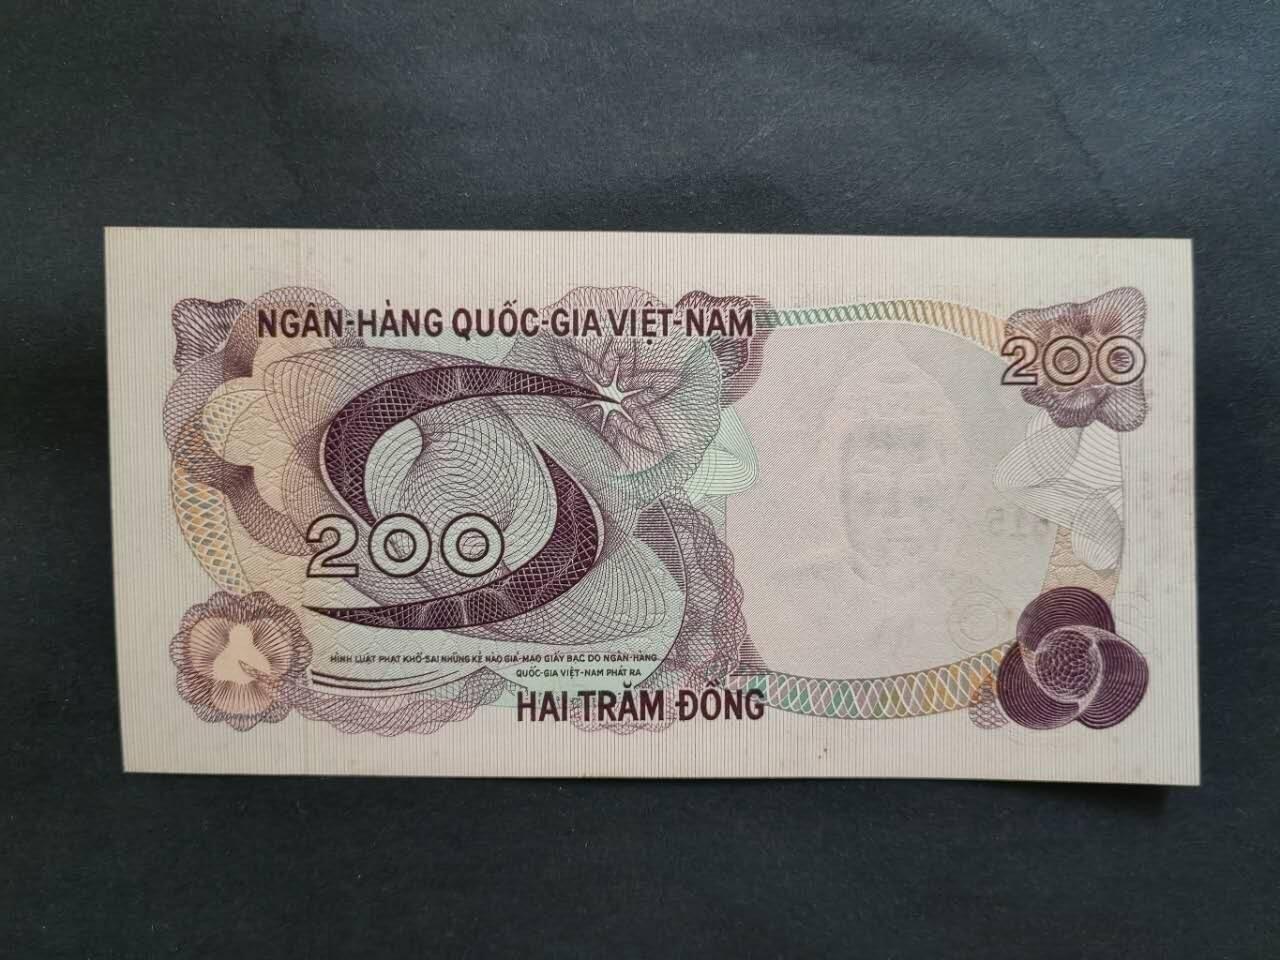 NGÂN-HÀNG QUỐC-GIA VIỆT-NAM
200
200
HÌNH LUẬT PHẠT KHỔ-SAI NHỮNG KẺ NÀO GIẢ-MẠO GIẤY BẠC DO NGÂN-HÀNG
QUỐC-GIA VIỆT-NAM PHÁT RA
HAI TRĂM ĐỒNG